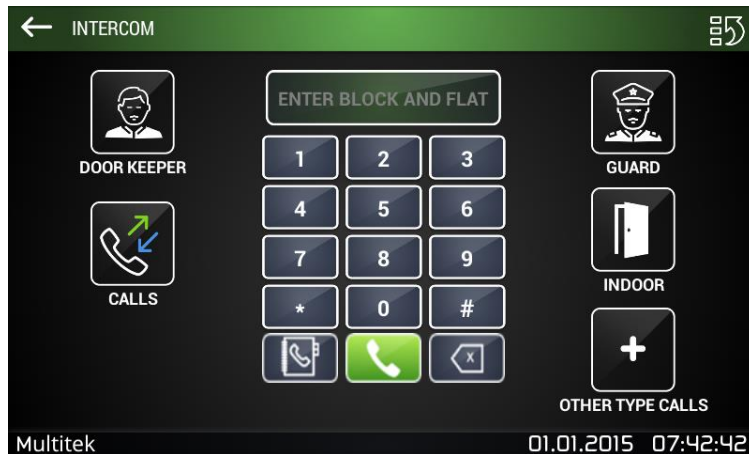 INTERCOM
ENTER BLOCK AND FLAT
DOOR KEEPER
CALLS
1 2 3
4 5 6
7 8 9
* 0 #
x
GUARD
INDOOR
OTHER TYPE CALLS
Multitek
01.01.2015 07:42:42